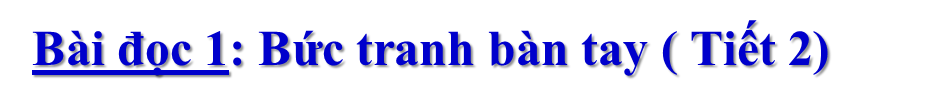 Bài đọc 1: Bức tranh bàn tay ( Tiết 2)